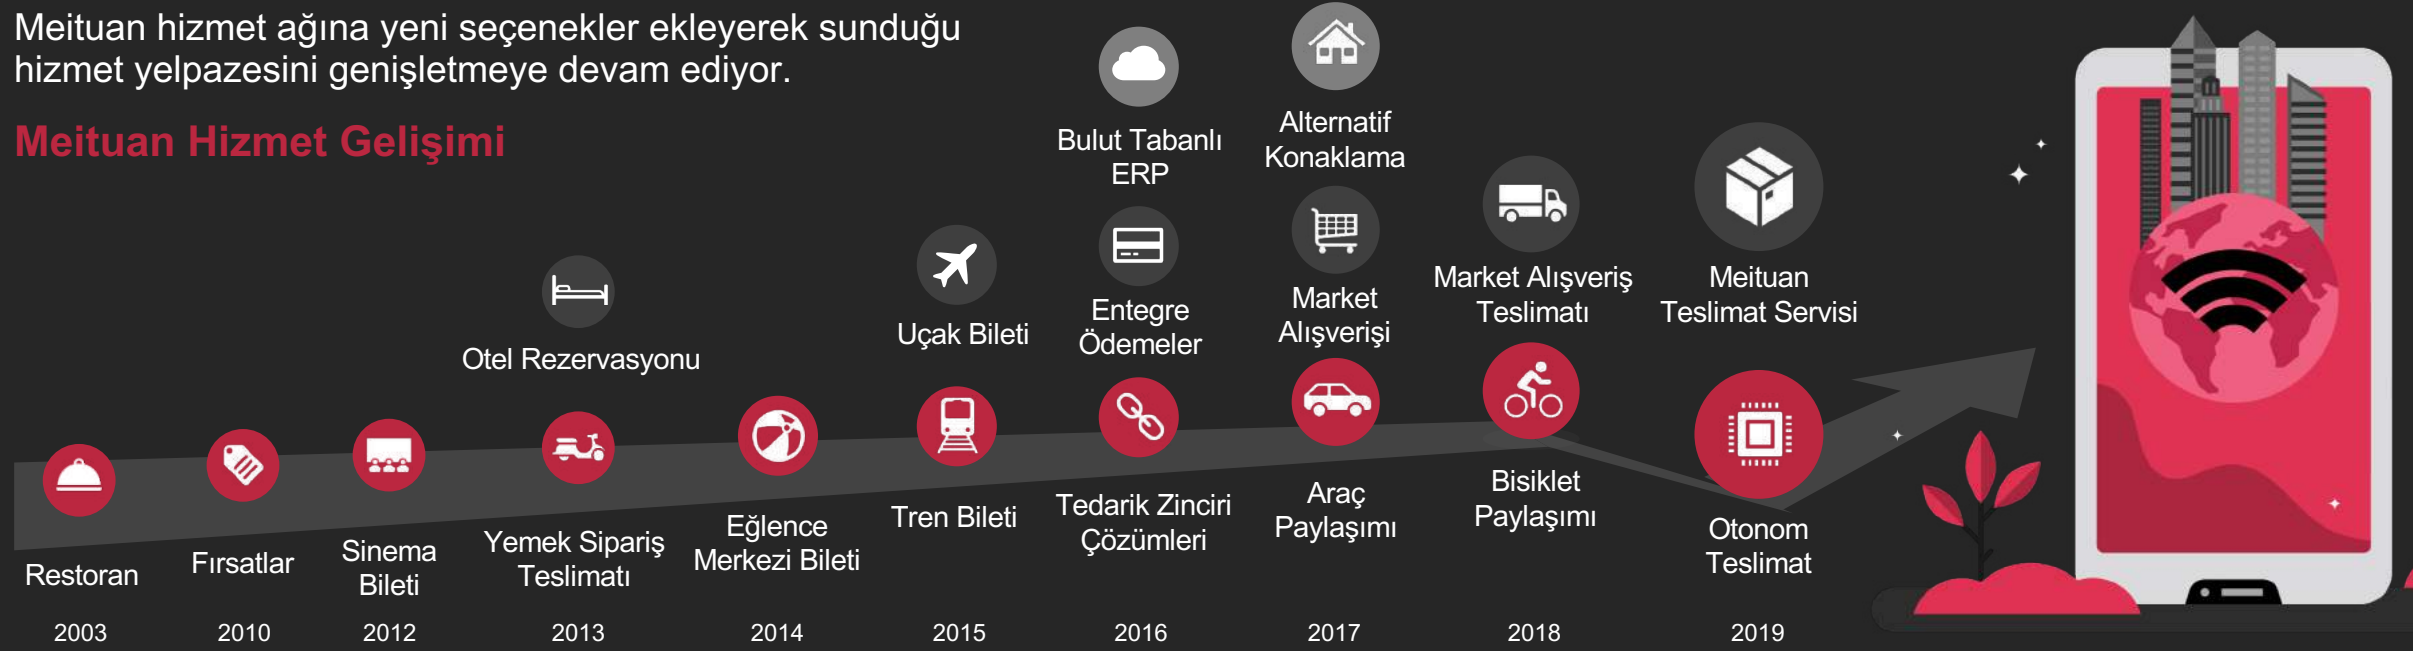 Meituan hizmet ağına yeni seçenekler ekleyerek sunduğu
hizmet yelpazesini genişletmeye devam ediyor.
Meituan Hizmet Gelişimi
Restoran
2003
Fırsatlar
2010
Sinema
Bileti
2012
Otel Rezervasyonu
Yemek Sipariş
Teslimatı
2013
Eğlence
Merkezi Bileti
2014
Uçak Bileti
Tren Bileti
2015
Bulut Tabanlı
ERP
Entegre
Ödemeler
Tedarik Zinciri
Çözümleri
2016
Alternatif
Konaklama
Market
Alışverişi
Araç
Paylaşımı
2017
Market Alışveriş
Teslimatı
Bisiklet
Paylaşımı
2018
Meituan
Teslimat Servisi
Otonom
Teslimat
2019